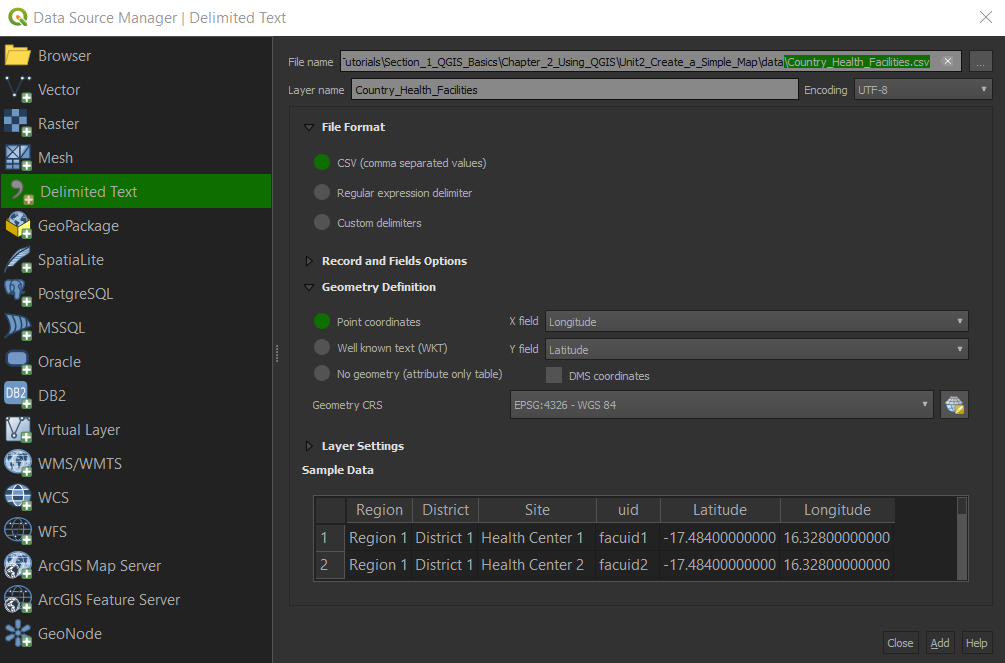 Data Source Manager | Delimited Text
Browser
Vector
Raster
Mesh
Delimited Text
GeoPackage
SpatiaLite
PostgreSQL
MSSQL
Oracle
DB2
DB2
Virtual Layer
WMS/WMTS
WCS
WFS
ArcGIS Map Server
ArcGIS Feature Server
GeoNode
File name Tutorials\Section_1_QGIS_Basics\Chapter_2_Using_QGIS\Unit2_Create_a_Simple_Map\data\Country_Health_Facilities.csv ...
Layer name Country_Health_Facilities Encoding UTF-8
File Format
CSV (comma separated values)
Regular expression delimiter
Custom delimiters
Record and Fields Options
Geometry Definition
Point coordinates X field Longitude
Well known text (WKT) Y field Latitude
No geometry (attribute only table) DMS coordinates
Geometry CRS EPSG:4326 - WGS 84
Layer Settings
Sample Data
Region District Site uid Latitude Longitude
1 Region 1 District 1 Health Center 1 facuid1 -17.48400000000 16.32800000000
2 Region 1 District 1 Health Center 2 facuid2 -17.48400000000 16.32800000000
Close Add Help